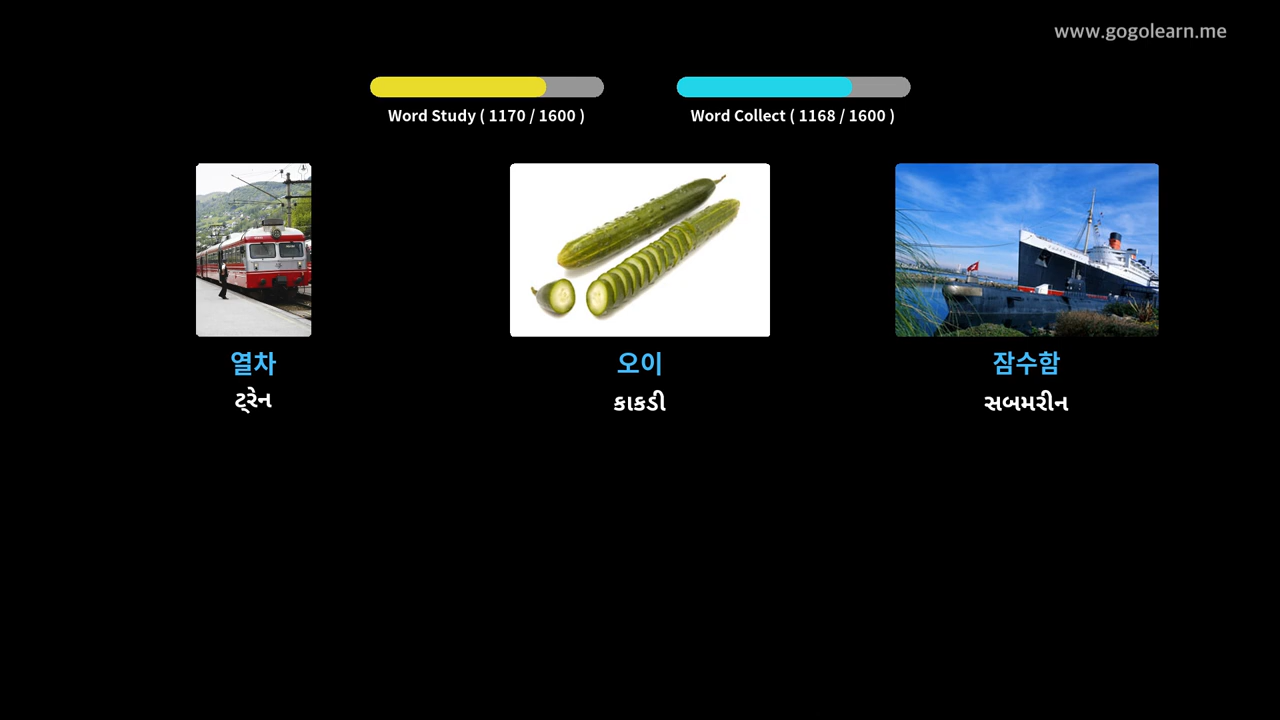 www.gogolearn.me
Word Study ( 1170 / 1600 )
Word Collect ( 1168 / 1600 )
열차
오이
잠수함
ટ્રેન
કાકડી
સબમરીન